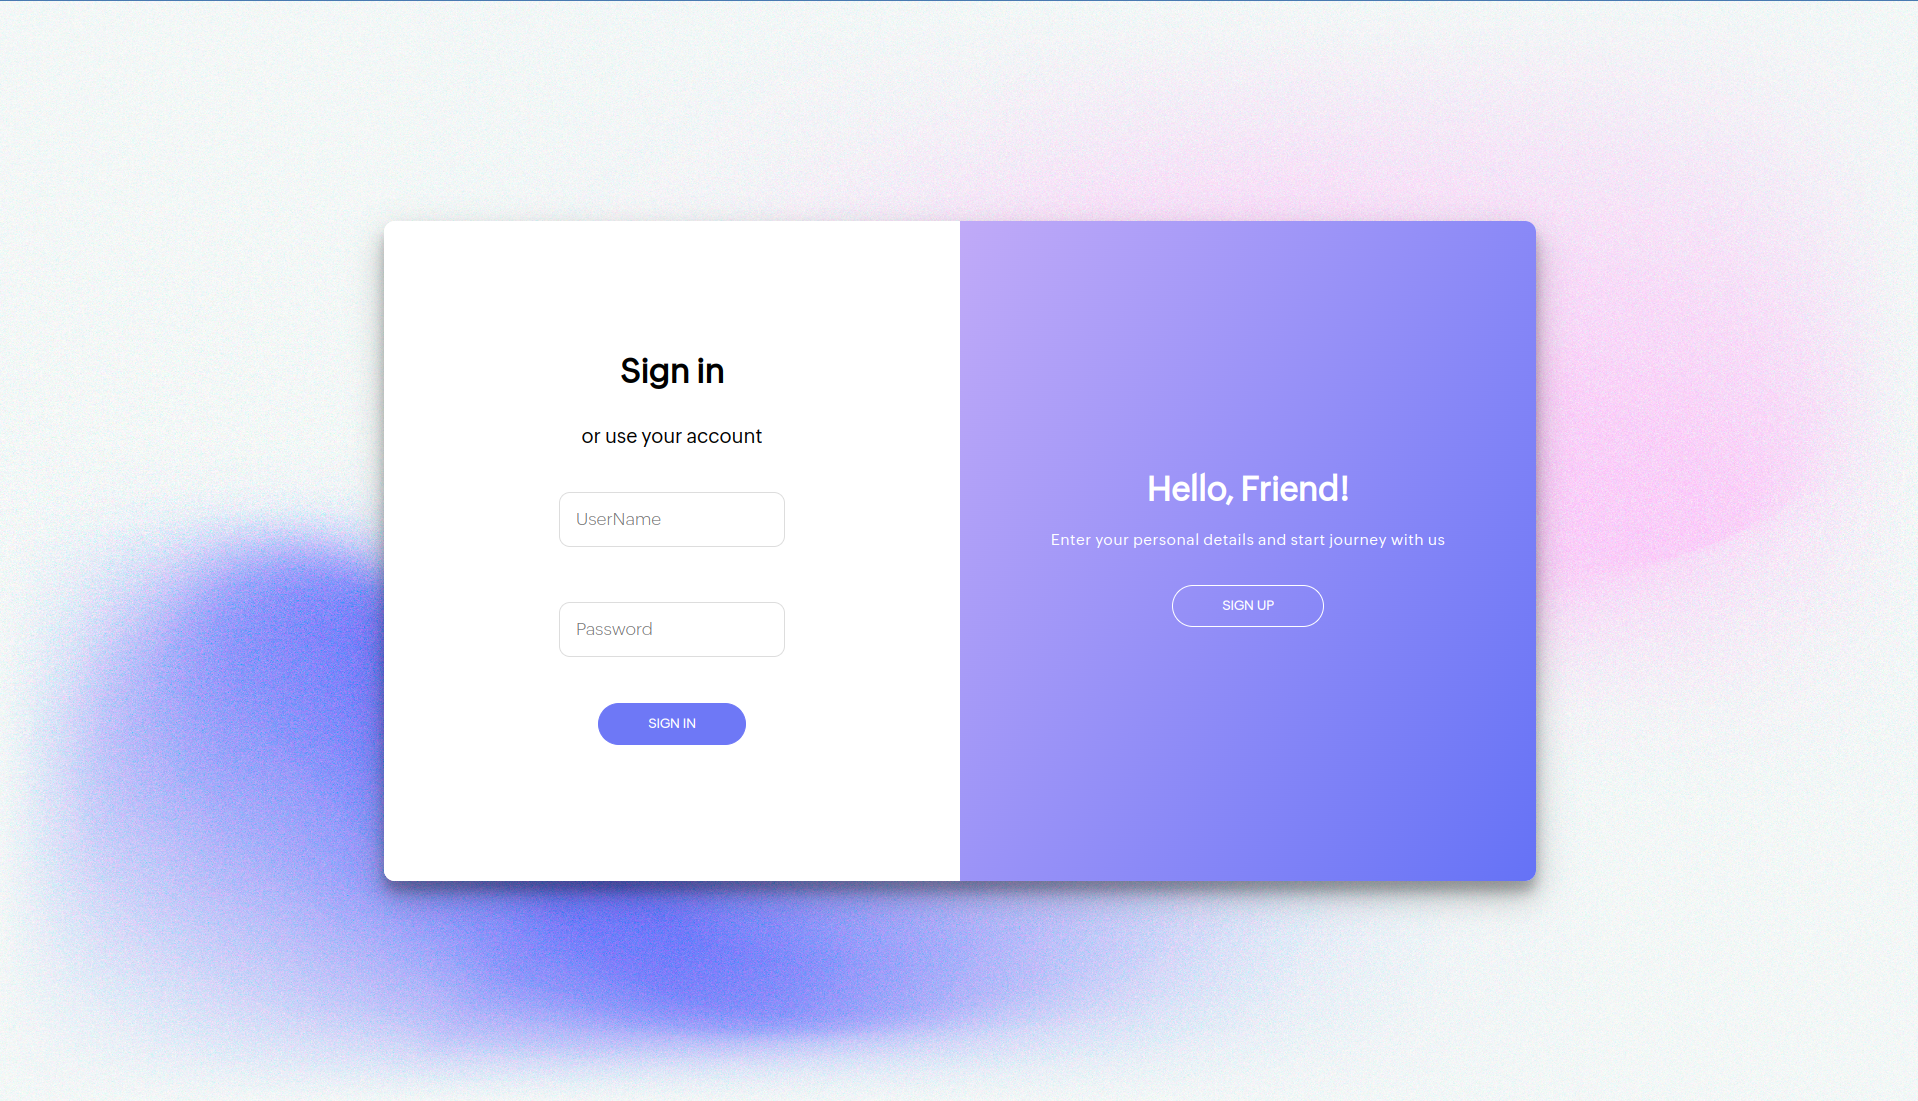 Sign in
or use your account
UserName
Password
SIGN IN
Hello, Friend!
Enter your personal details and start journey with us
SIGN UP